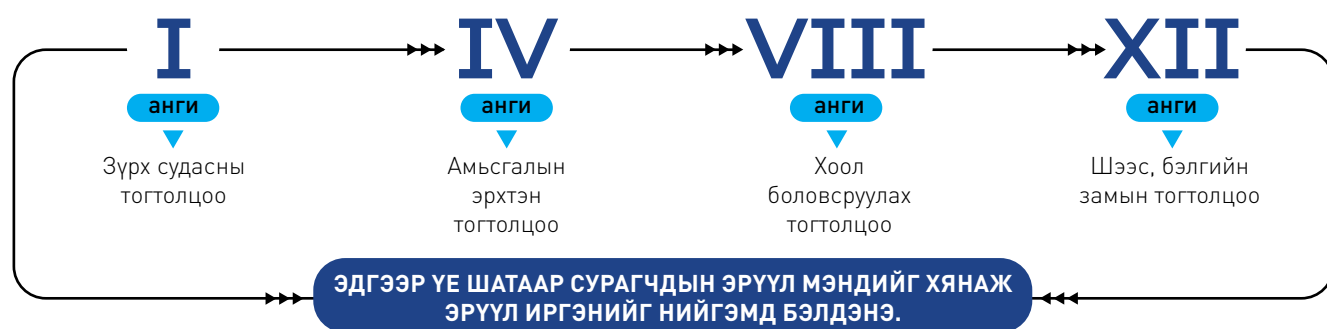 I
IV
VIII
XII
анги
анги
анги
анги
Зүрх судасны
тогтолцоо
Амьсгалын
эрхтэн
тогтолцоо
Хоол
боловсруулах
тогтолцоо
Шээс, бэлгийн
замын тогтолцоо
ЭДГЭЭР ҮЕ ШАТААР СУРАГЧДЫН ЭРҮҮЛ МЭНДИЙГ ХЯНАЖ
ЭРҮҮЛ ИРГЭНИЙГ НИЙГЭМД БЭЛДЭНЭ.